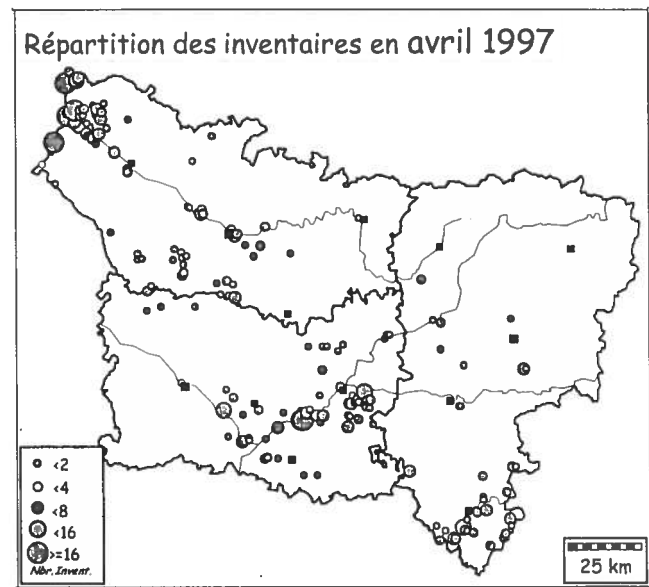 Répartition des inventaires en avril 1997
<2
<4
<8
<16
>=16
Nbr. Invent.
25 km